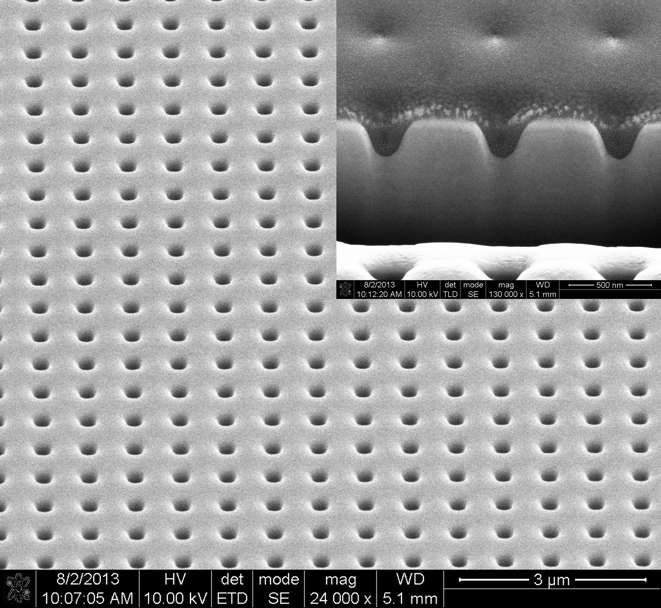 8/2/2013 HV det mode mag WD 500 nm
10:12:20 AM 10.00 kV TLD SE 130 000 x 5.1 mm
8/2/2013 HV det mode mag WD 3 µm
10:07:05 AM 10.00 kV ETD SE 24 000 x 5.1 mm